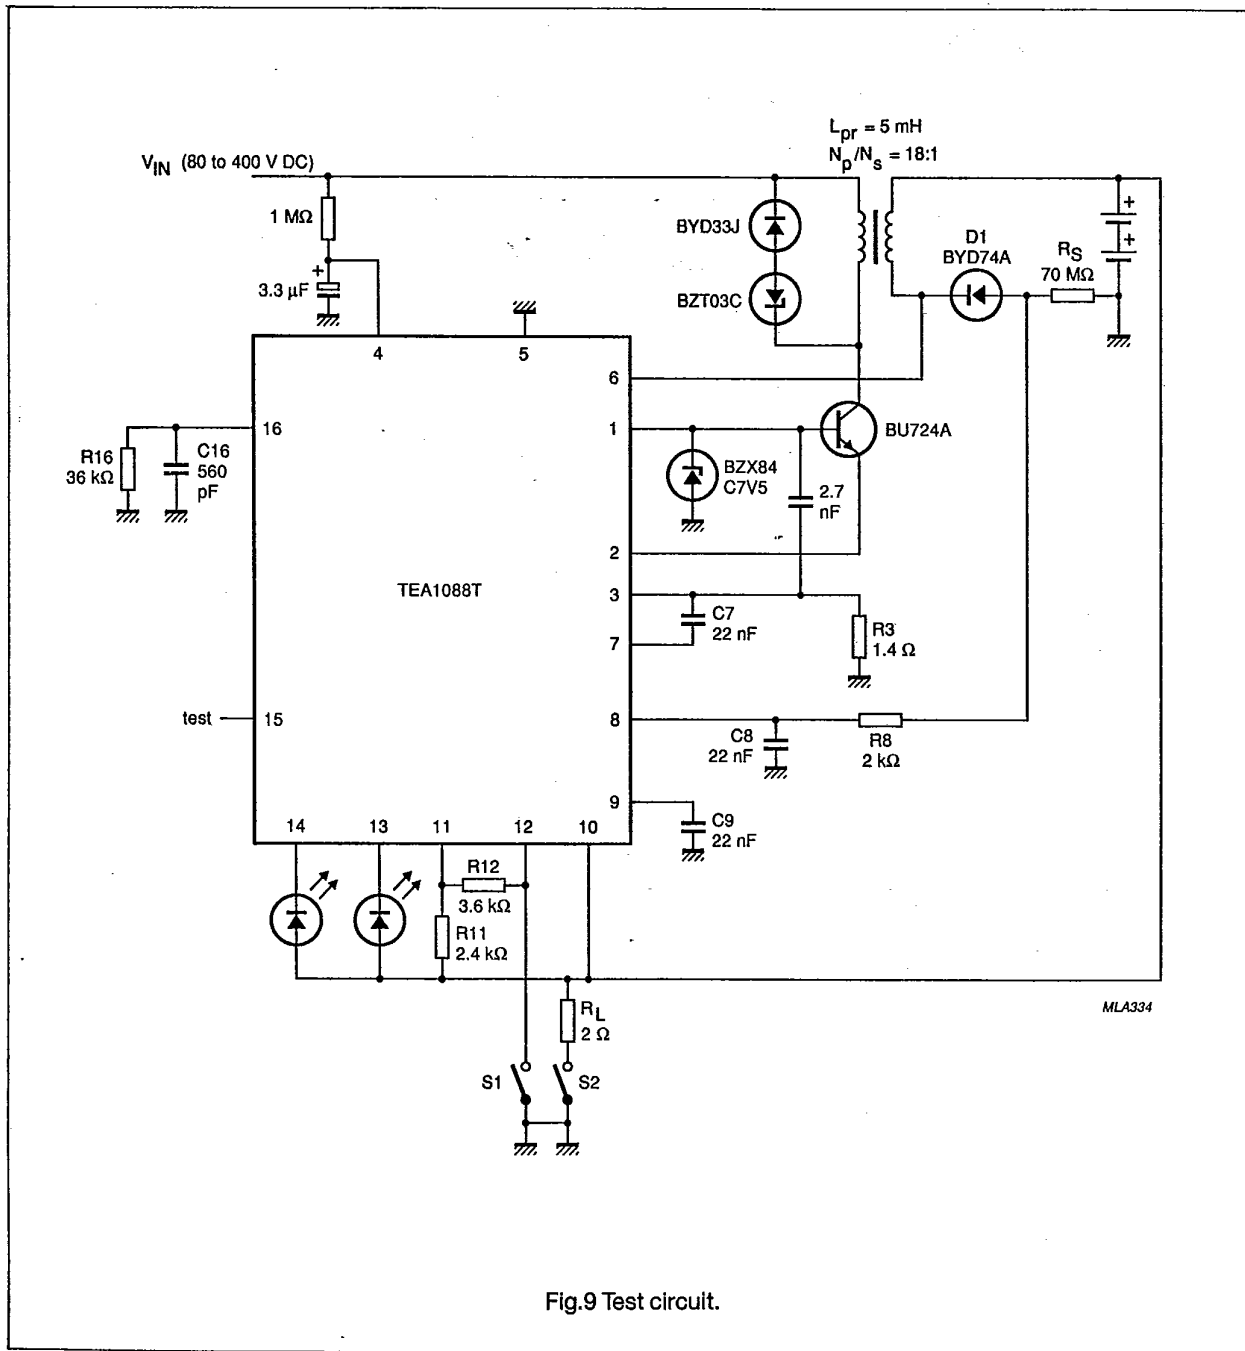 L_pr = 5 mH
N_p/N_s = 18:1
V_IN (80 to 400 V DC)
1 MΩ
BYD33J
D1
BYD74A
R_S
70 MΩ
+
+
+
3.3 μF
BZT03C
4
5
6
16
1
BU724A
R16
36 kΩ
C16
560
pF
BZX84
C7V5
2.7
nF
2
TEA1088T
3
C7
22 nF
7
R3
1.4 Ω
test
15
8
C8
22 nF
R8
2 kΩ
9
C9
22 nF
14
13
11
12
10
R12
3.6 kΩ
R11
2.4 kΩ
R_L
2 Ω
MLA334
S1
S2
Fig.9 Test circuit.